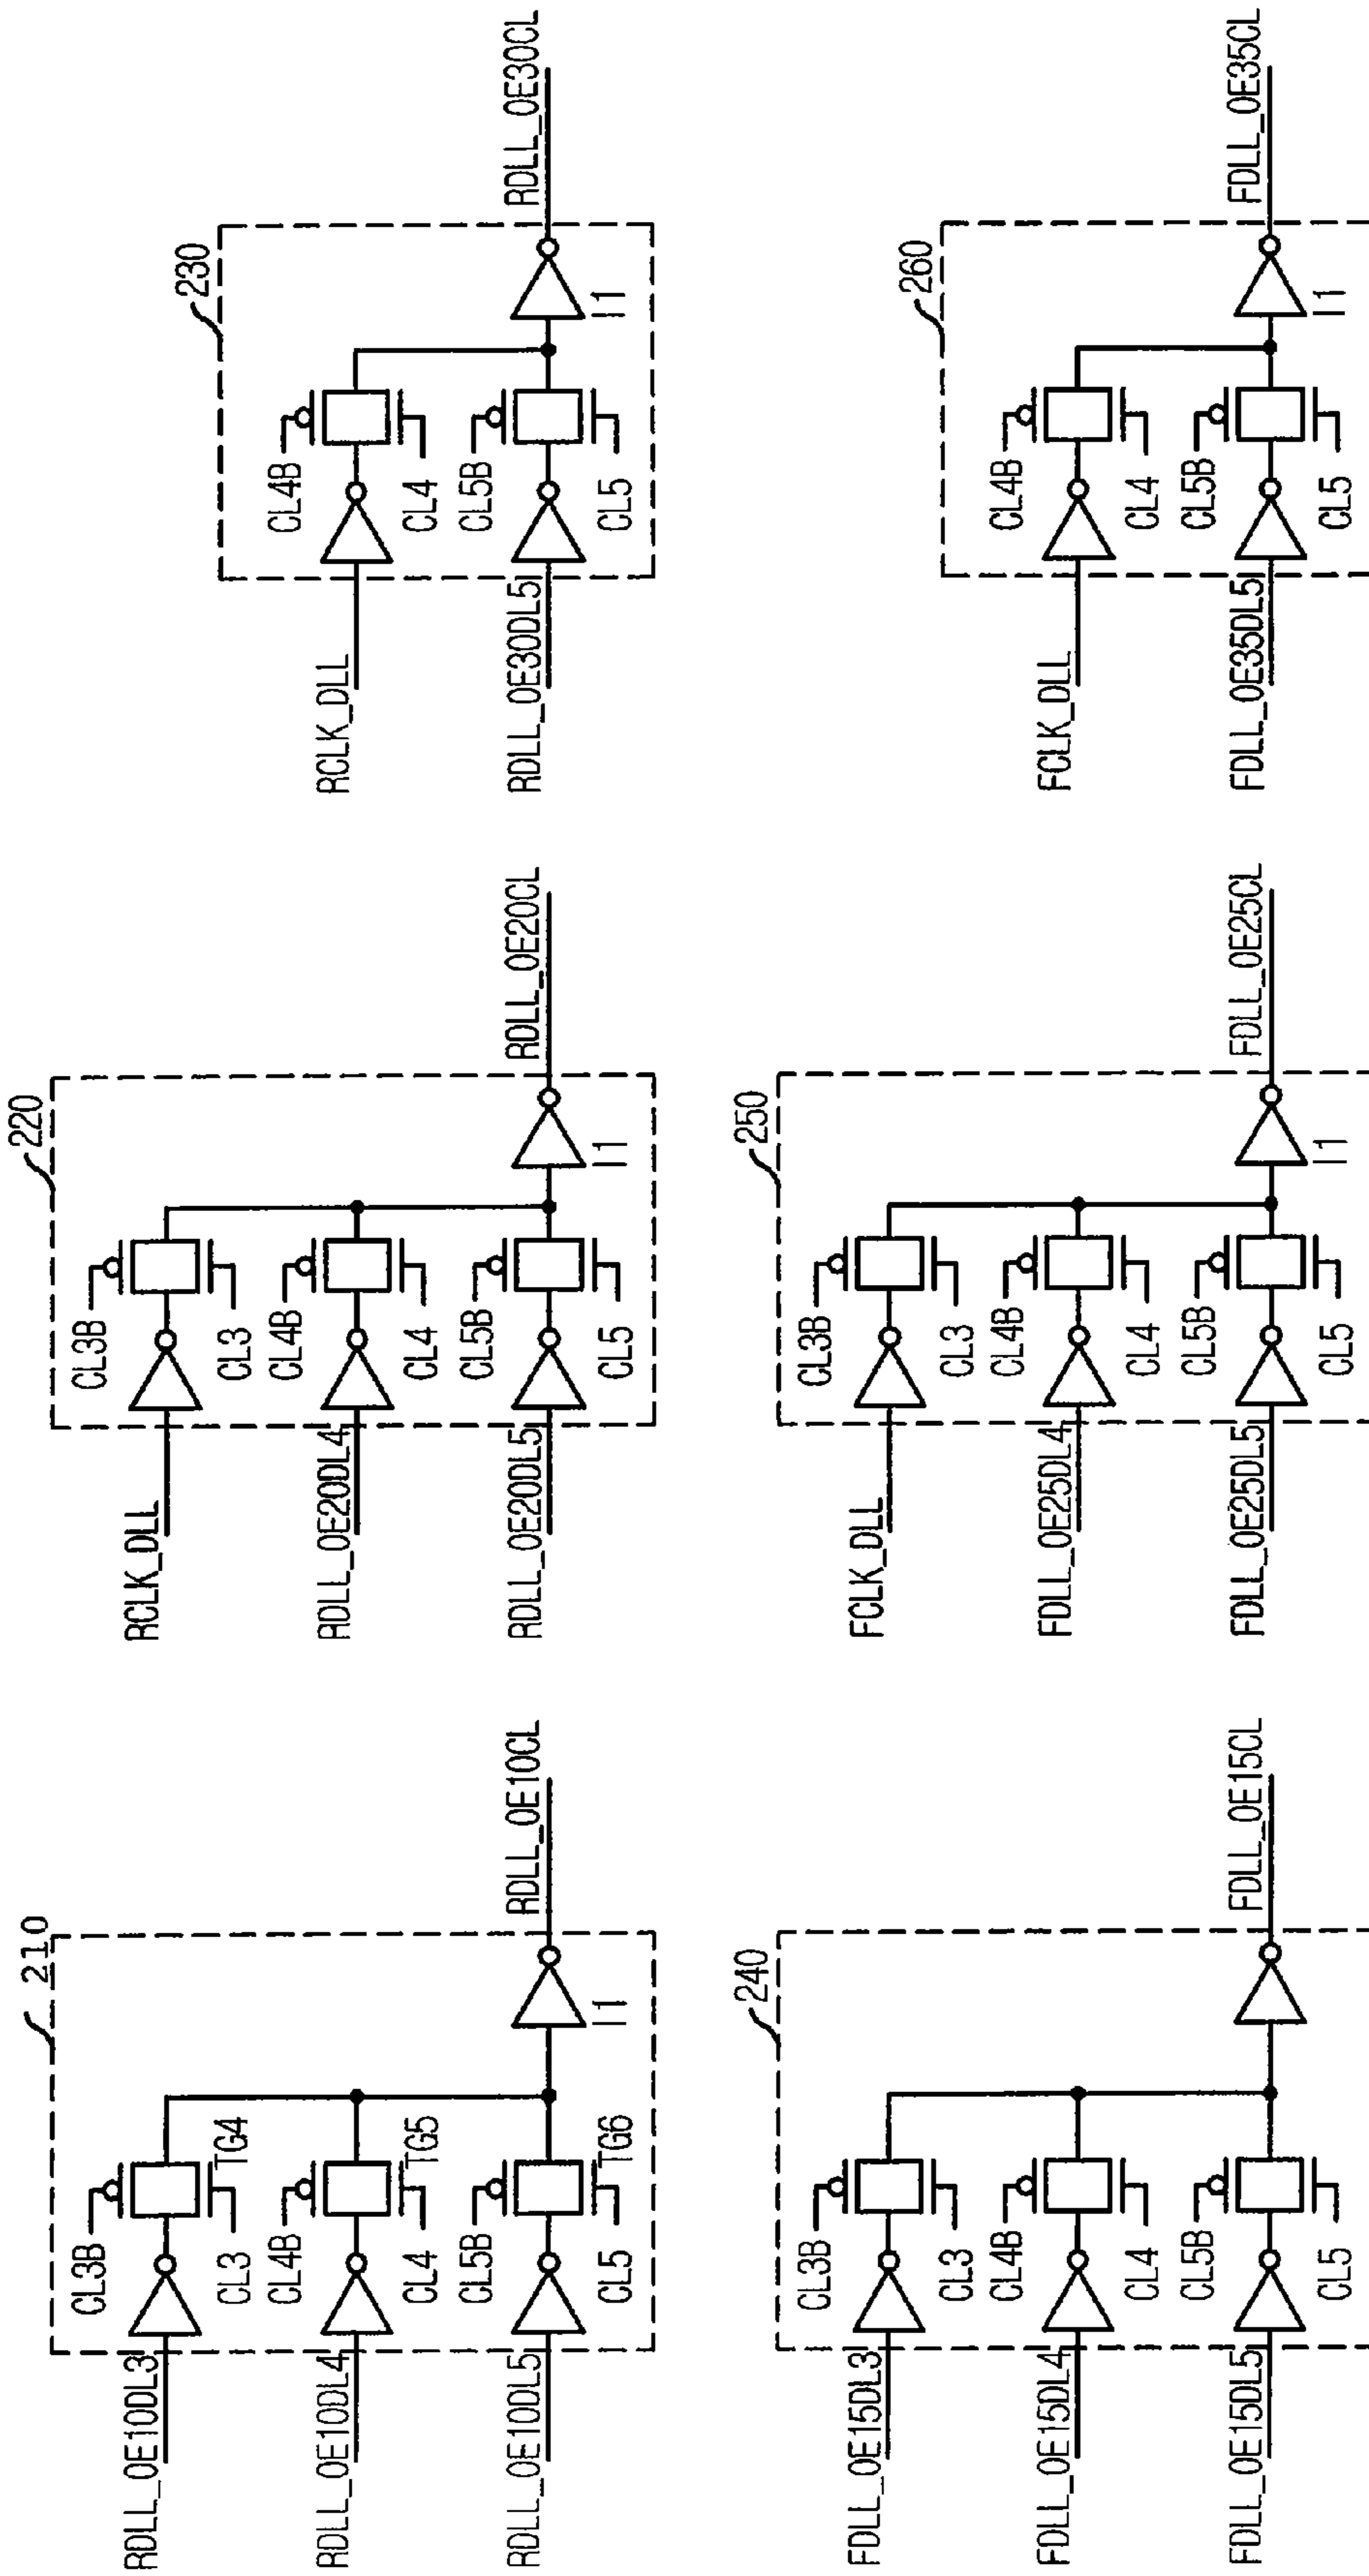 210
RDLL_OE10DL3
CL3B
CL3
TG4
RDLL_OE10DL4
CL4B
CL4
TG5
RDLL_OE10DL5
CL5B
CL5
TG6
I1
RDLL_OE10CL
220
RCLK_DLL
CL3B
CL3
RDLL_OE20DL4
CL4B
CL4
RDLL_OE20DL5
CL5B
CL5
I1
RDLL_OE20CL
230
RCLK_DLL
CL4B
CL4
RDLL_OE30DL5
CL5B
CL5
I1
RDLL_OE30CL
240
FDLL_OE15DL3
CL3B
CL3
FDLL_OE15DL4
CL4B
CL4
FDLL_OE15DL5
CL5B
CL5
FDLL_OE15CL
250
FCLK_DLL
CL3B
CL3
FDLL_OE25DL4
CL4B
CL4
FDLL_OE25DL5
CL5B
CL5
I1
FDLL_OE25CL
260
FCLK_DLL
CL4B
CL4
FDLL_OE35DL5
CL5B
CL5
I1
FDLL_OE35CL